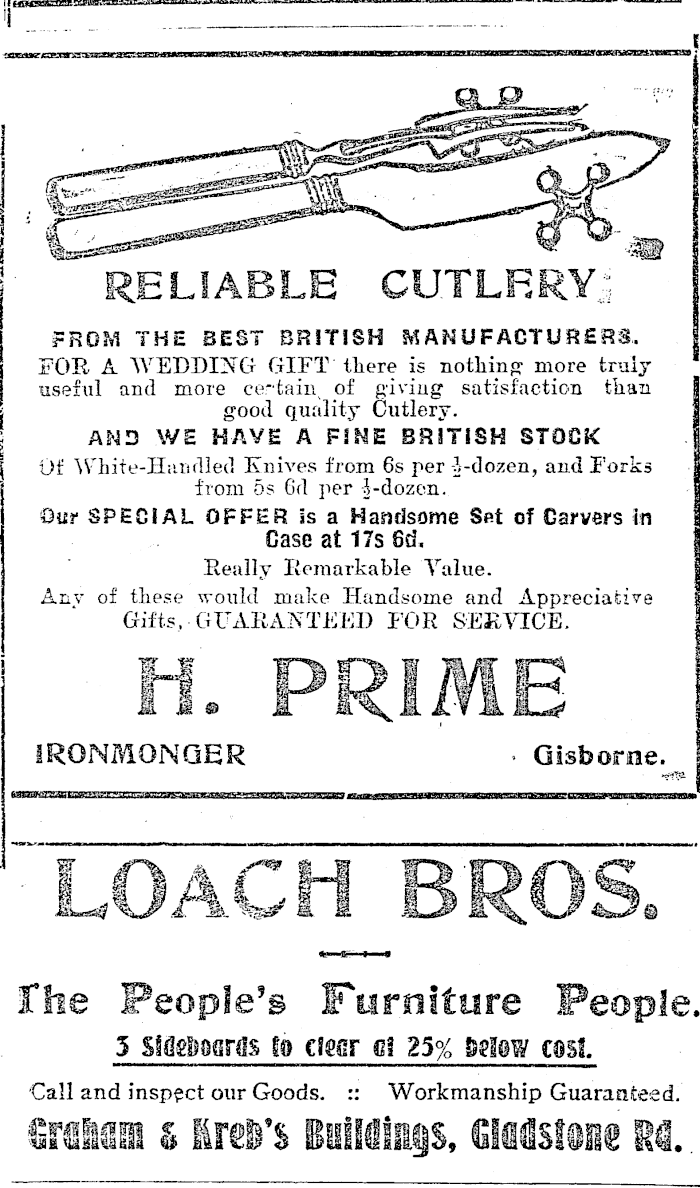 RELIABLE CUTLERY
FROM THE BEST BRITISH MANUFACTURERS.
FOR A WEDDING GIFT there is nothing more truly
useful and more certain of giving satisfaction than
good quality Cutlery.
AND WE HAVE A FINE BRITISH STOCK
Of White-Handled Knives from 6s per ½-dozen, and Forks
from 5s 6d per ½-dozen.
Our SPECIAL OFFER is a Handsome Set of Carvers in
Case at 17s 6d.
Really Remarkable Value.
Any of these would make Handsome and Appreciative
Gifts, GUARANTEED FOR SERVICE.
H. PRIME
IRONMONGER Gisborne.
LOACH BROS.
The People's Furniture People.
3 Sideboards to clear at 25% below cost.
Call and inspect our Goods. :: Workmanship Guaranteed.
Graham & Kreb's Buildings, Gladstone Rd.